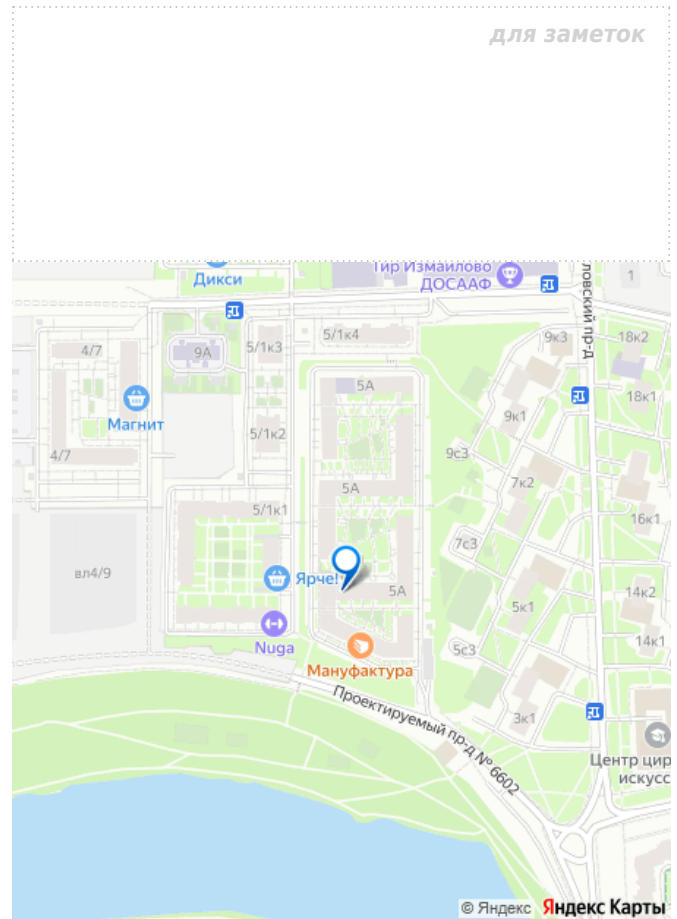 для заметок
Дикси
Тир Измайлово
ДОСААФ
1
ловский пр-д
4/7
9А
5/1к3
5/1к4
9к3
18к2
5А
Магнит
9к1
18к1
5/1к2
4/7
9с3
5А
7к2
5/1к1
16к1
7с3
вл4/9
Ярче!
5А
5к1
14к2
Nuga
5с3
14к1
Мануфактура
Проектируемый пр-д № 6602
3к1
Центр цир
искусс
© Яндекс Яндекс Карты